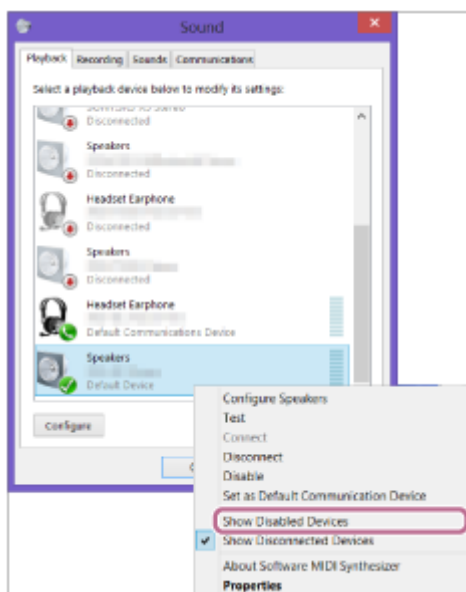 Sound
Playback Recording Sounds Communications
Select a playback device below to modify its settings:
Disconnected
Speakers
Disconnected
Headset Earphone
Disconnected
Speakers
Disconnected
Headset Earphone
Default Communications Device
Speakers
Default Device
Configure
Configure Speakers
Test
Connect
Disconnect
Disable
Set as Default Communication Device
Show Disabled Devices
Show Disconnected Devices
About Software MIDI Synthesizer
Properties